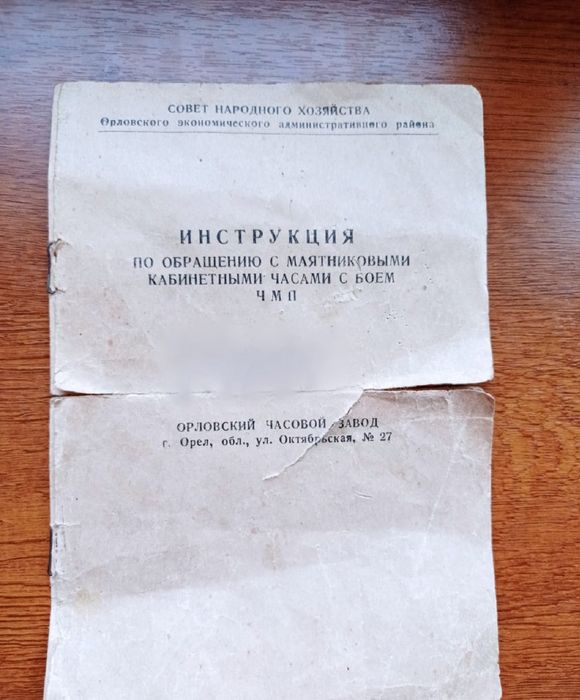 СОВЕТ НАРОДНОГО ХОЗЯЙСТВА
Орловского экономического административного района
ИНСТРУКЦИЯ
ПО ОБРАЩЕНИЮ С МАЯТНИКОВЫМИ
КАБИНЕТНЫМИ ЧАСАМИ С БОЕМ
ЧМП
ОРЛОВСКИЙ ЧАСОВОЙ ЗАВОД
г. Орел, обл., ул. Октябрьская, № 27